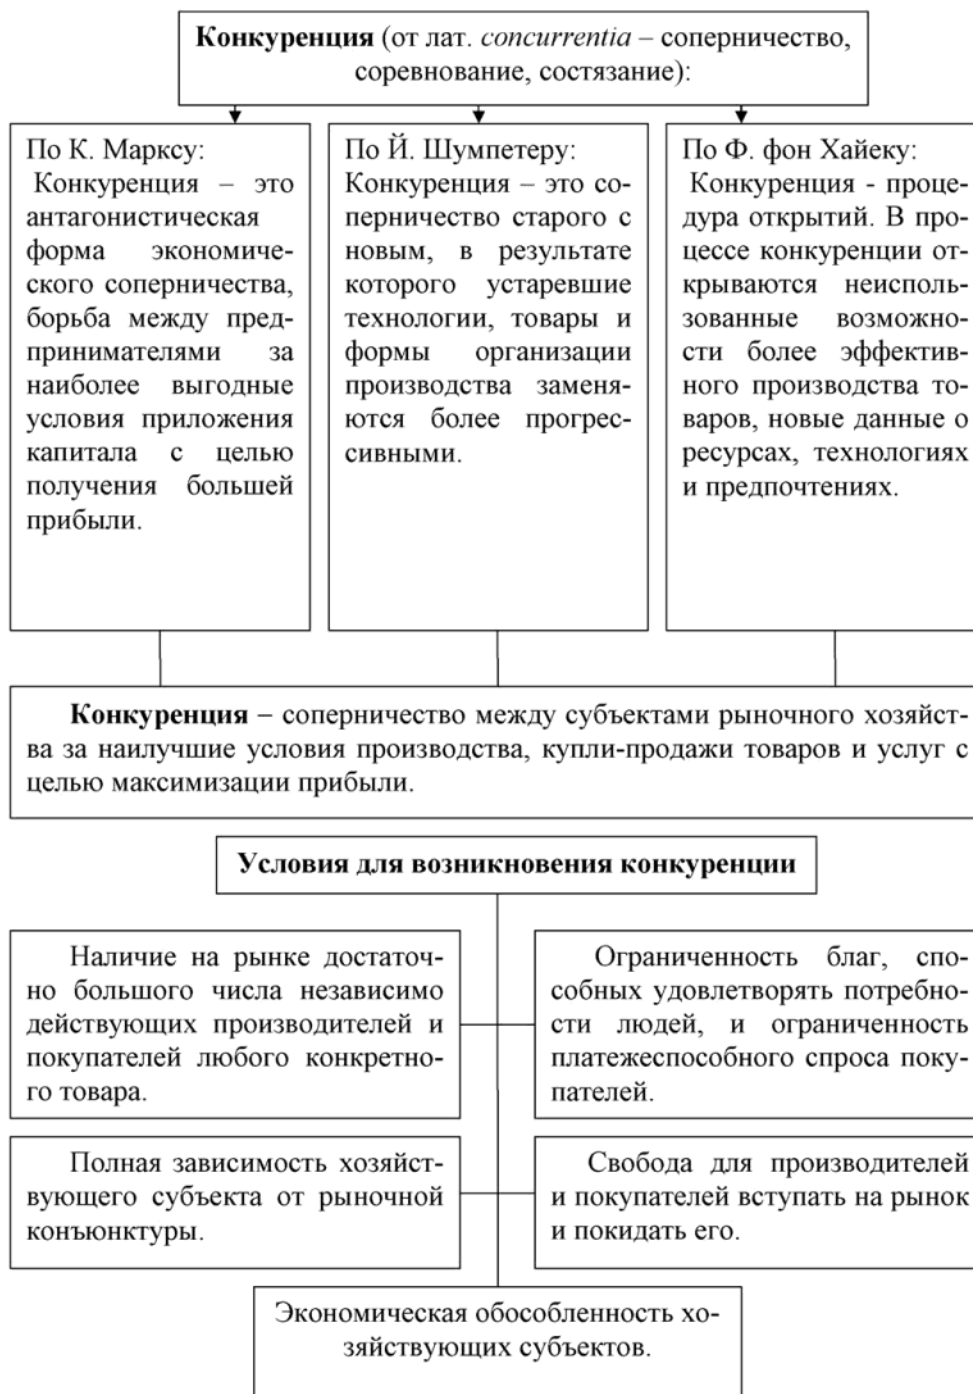 Конкуренция (от лат. concurrentia – соперничество,
соревнование, состязание):
По К. Марксу:
Конкуренция – это
антагонистическая
форма экономиче-
ского соперничества,
борьба между пред-
принимателями за
наиболее выгодные
условия приложения
капитала с целью
получения большей
прибыли.
По Й. Шумпетеру:
Конкуренция – это со-
перничество старого с
новым, в результате
которого устаревшие
технологии, товары и
формы организации
производства заменя-
ются более прогрес-
сивными.
По Ф. фон Хайеку:
Конкуренция - проце-
дура открытий. В про-
цессе конкуренции от-
крываются неисполь-
зованные возможно-
сти более эффектив-
ного производства то-
варов, новые данные о
ресурсах, технологиях
и предпочтениях.
Конкуренция – соперничество между субъектами рыночного хозяйст-
ва за наилучшие условия производства, купли-продажи товаров и услуг с
целью максимизации прибыли.
Условия для возникновения конкуренции
Наличие на рынке достаточ-
но большого числа независимо
действующих производителей и
покупателей любого конкретно-
го товара.
Ограниченность благ, спо-
собных удовлетворять потребно-
сти людей, и ограниченность
платежеспособного спроса поку-
пателей.
Полная зависимость хозяйст-
вующего субъекта от рыночной
конъюнктуры.
Свобода для производителей
и покупателей вступать на рынок
и покидать его.
Экономическая обособленность хо-
зяйствующих субъектов.